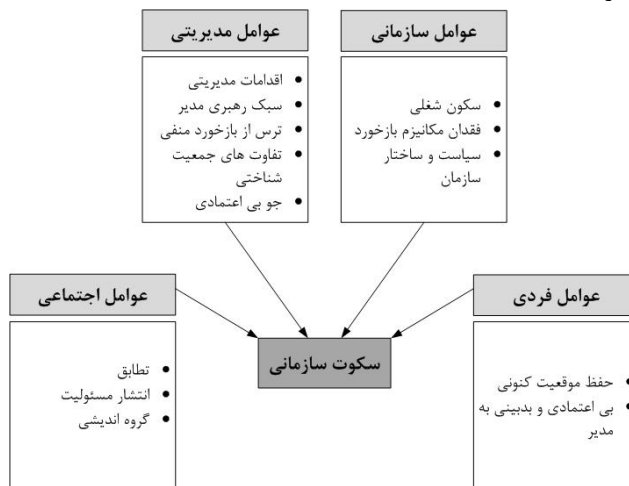 عوامل سازمانی
سکون شغلی
فقدان مکانیزم بازخورد
سیاست و ساختار
سازمان
عوامل مدیریتی
اقدامات مدیریتی
سبک رهبری مدیر
ترس از بازخورد منفی
تفاوت های جمعیت
شناختی
جو بی اعتمادی
عوامل فردی
حفظ موقعیت کنونی
بی اعتمادی و بدبینی به
مدیر
سکوت سازمانی
عوامل اجتماعی
تطابق
انتشار مسئولیت
گروه اندیشی